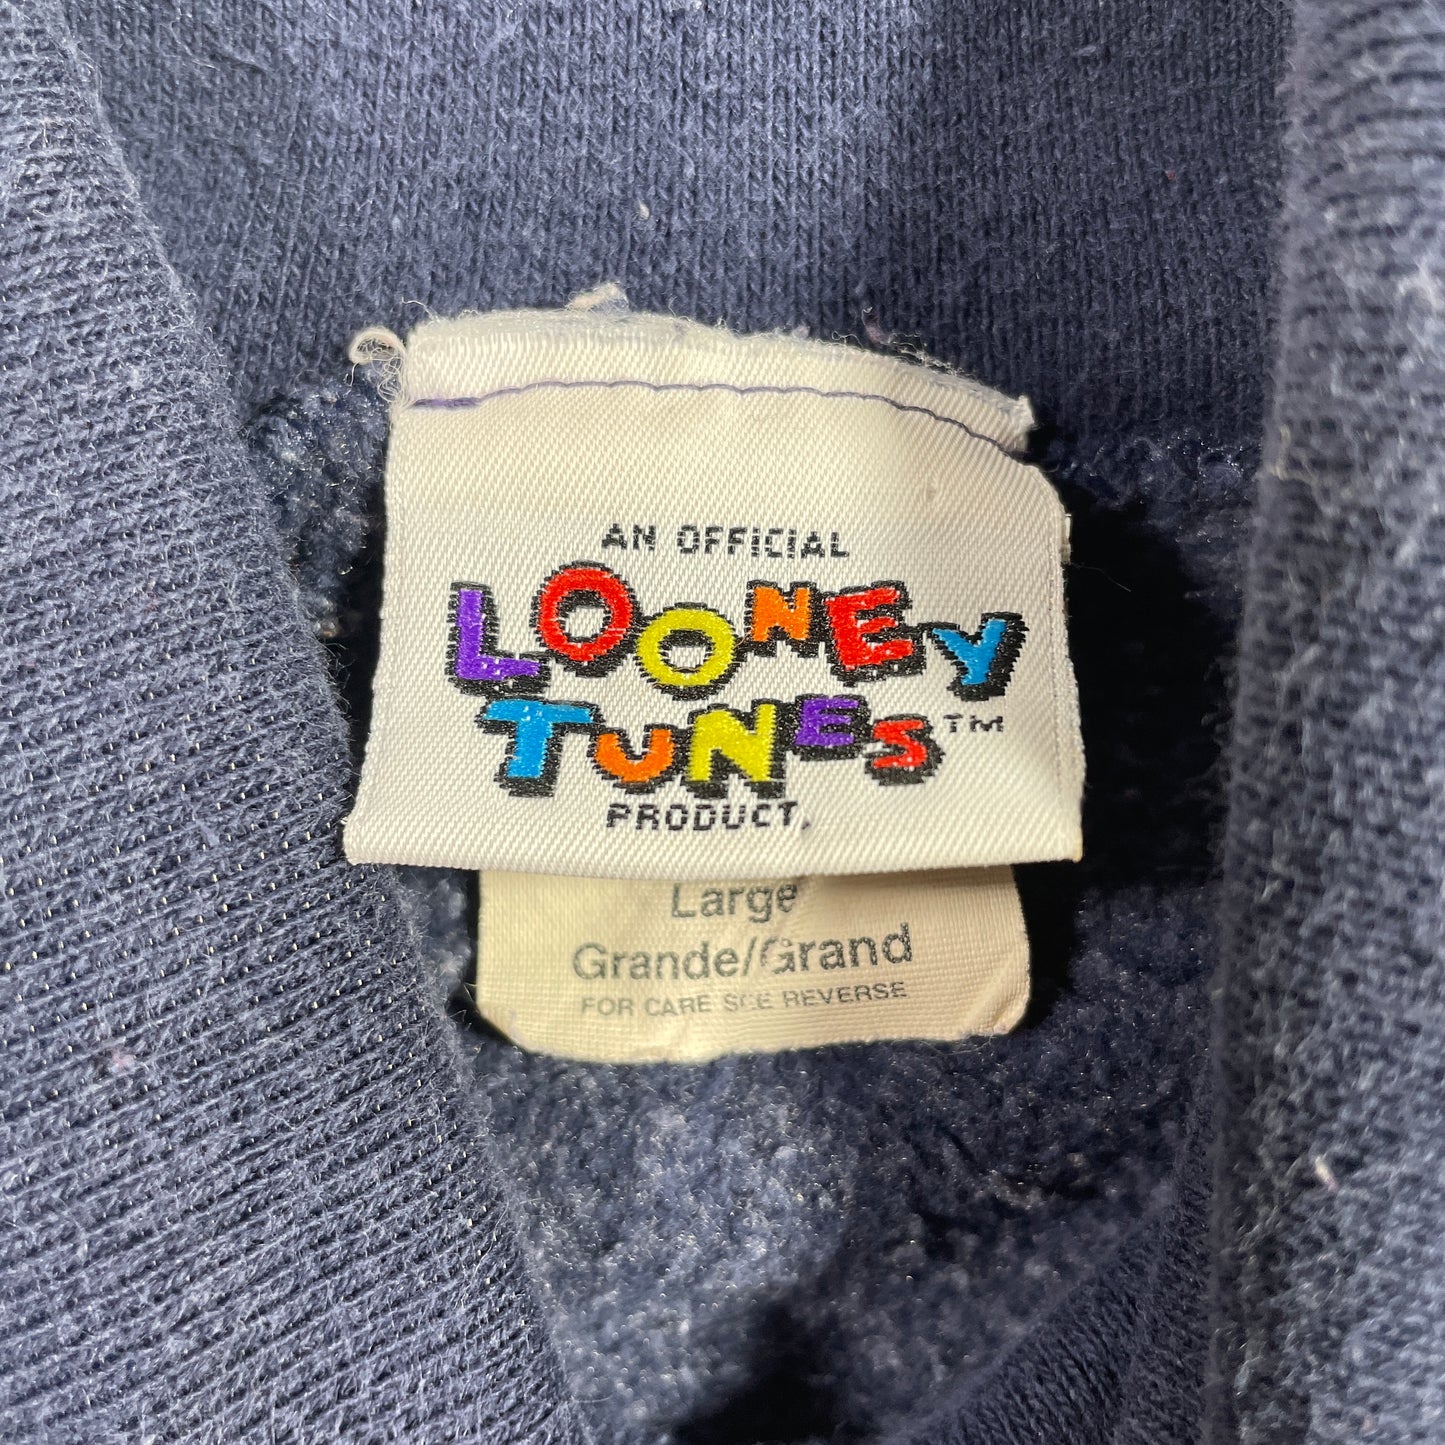 AN OFFICIAL
LOONEY
TUNES™
PRODUCT.
Large
Grande/Grand
FOR CARE SEE REVERSE